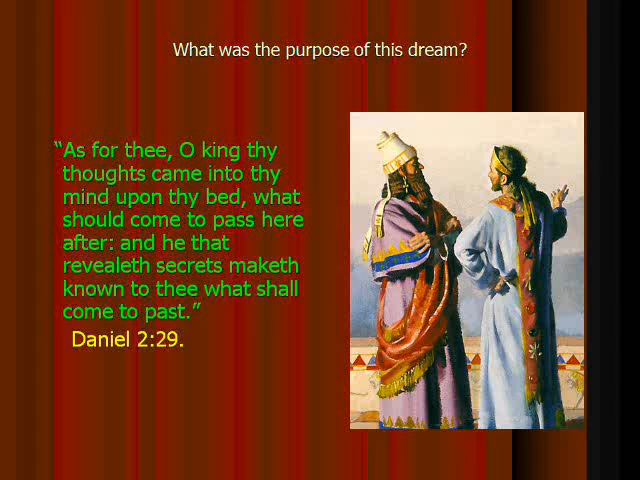 What was the purpose of this dream?
“As for thee, O king thy
thoughts came into thy
mind upon thy bed, what
should come to pass here
after: and he that
revealeth secrets maketh
known to thee what shall
come to past.”
Daniel 2:29.